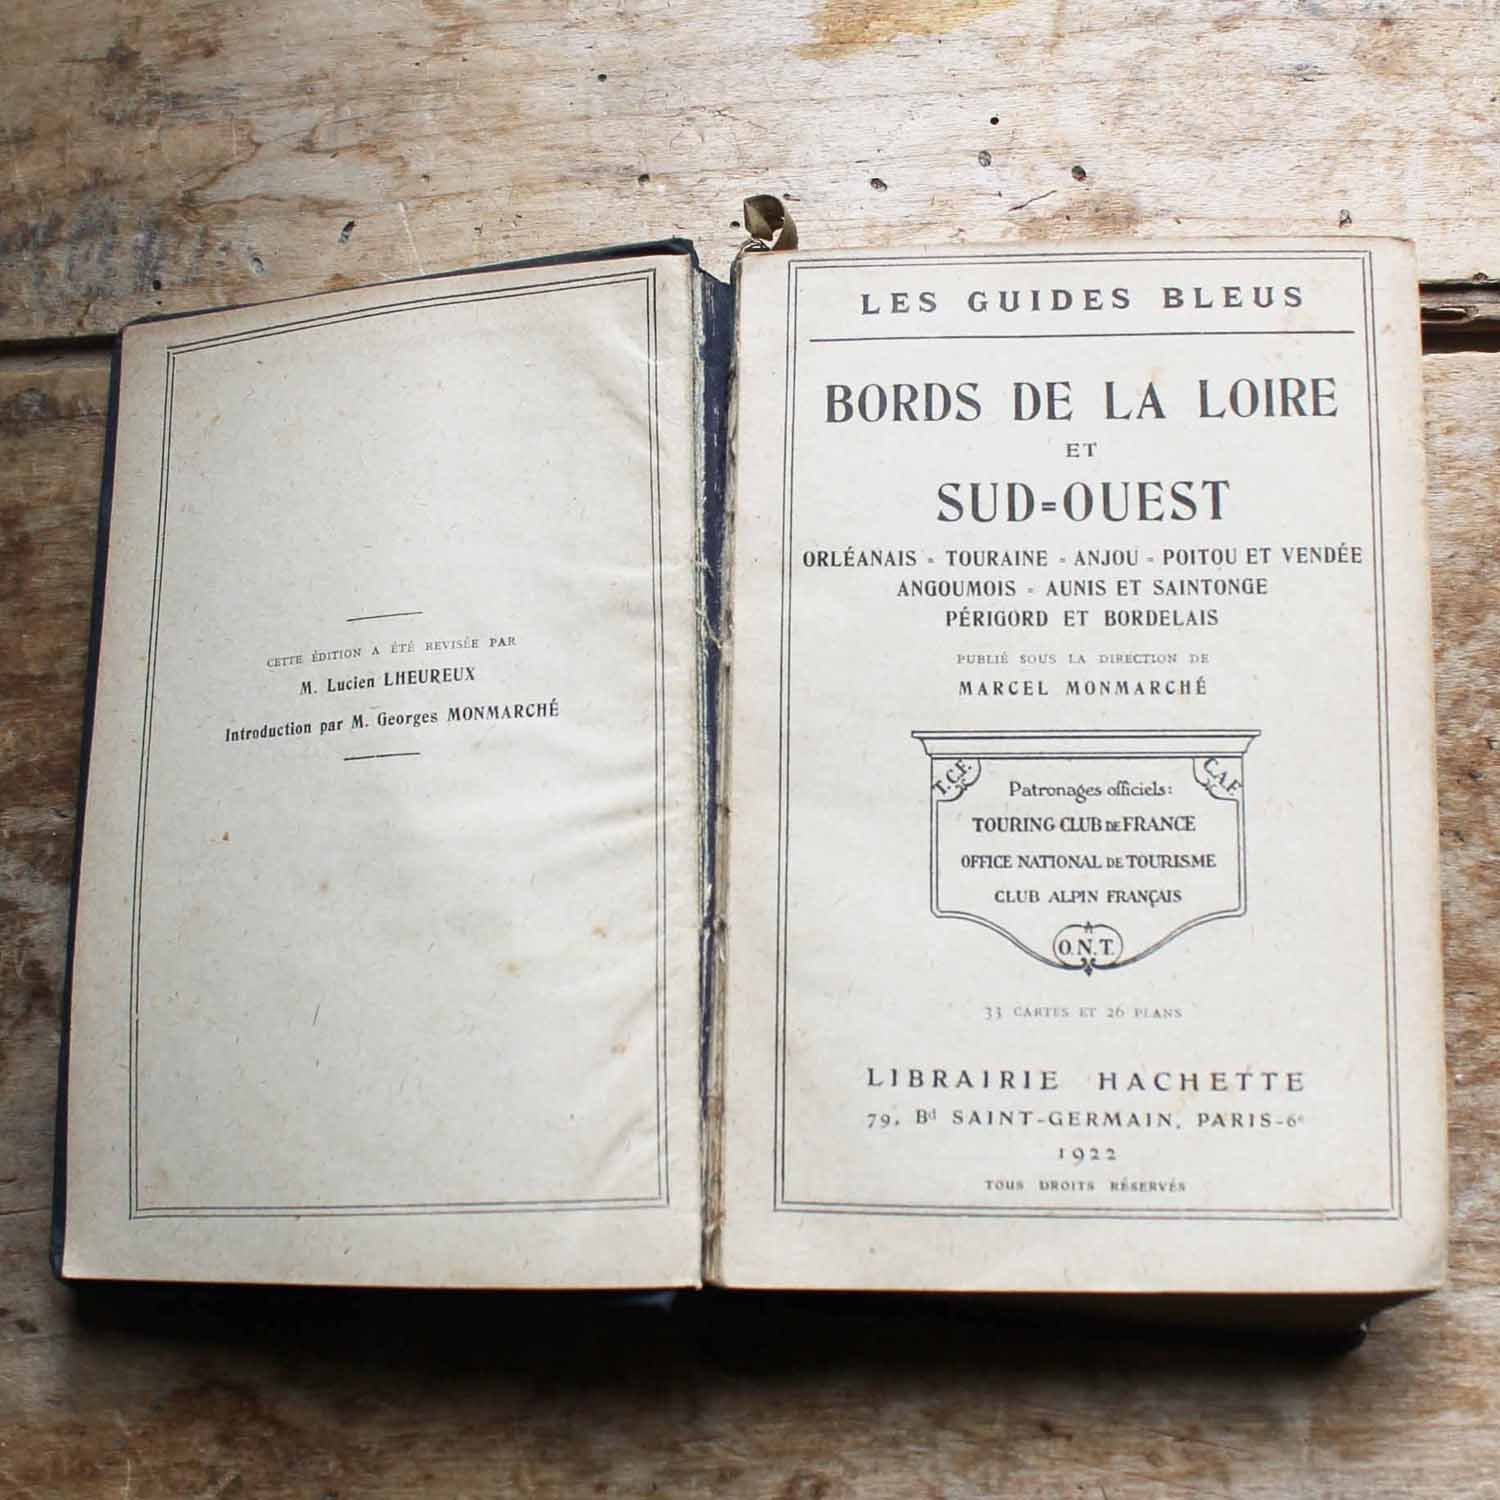 CETTE ÉDITION A ÉTÉ REVISÉE PAR
M. Lucien LHEUREUX
Introduction par M. Georges MONMARCHÉ
LES GUIDES BLEUS
BORDS DE LA LOIRE
ET
SUD=OUEST
ORLÉANAIS = TOURAINE = ANJOU = POITOU ET VENDÉE
ANGOUMOIS = AUNIS ET SAINTONGE
PÉRIGORD ET BORDELAIS
PUBLIÉ SOUS LA DIRECTION DE
MARCEL MONMARCHÉ
T.C.F. C.A.F.
Patronages officiels:
TOURING CLUB DE FRANCE
OFFICE NATIONAL DE TOURISME
CLUB ALPIN FRANÇAIS
O.N.T.
33 CARTES ET 26 PLANS
LIBRAIRIE HACHETTE
79, Bd SAINT-GERMAIN, PARIS-6e
1922
TOUS DROITS RÉSERVÉS